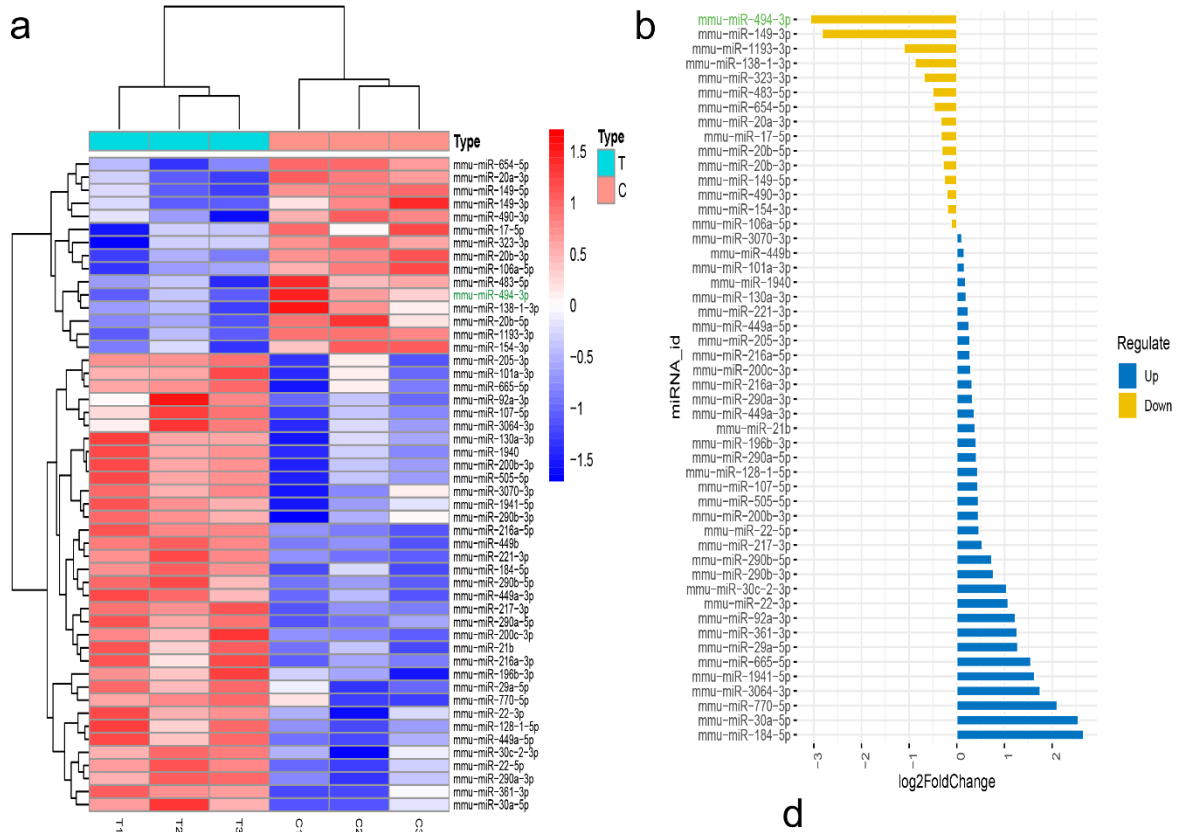 a
Type
mmu-miR-654-5p
mmu-miR-20a-3p
mmu-miR-149-5p
mmu-miR-149-3p
mmu-miR-490-3p
mmu-miR-17-5p
mmu-miR-323-3p
mmu-miR-20b-3p
mmu-miR-106a-5p
mmu-miR-483-5p
mmu-miR-494-3p
mmu-miR-138-1-3p
mmu-miR-20b-5p
mmu-miR-1193-3p
mmu-miR-154-3p
mmu-miR-205-3p
mmu-miR-101a-3p
mmu-miR-665-5p
mmu-miR-92a-3p
mmu-miR-107-5p
mmu-miR-3064-3p
mmu-miR-130a-3p
mmu-miR-1940
mmu-miR-200b-3p
mmu-miR-505-5p
mmu-miR-3070-3p
mmu-miR-1941-5p
mmu-miR-290b-3p
mmu-miR-216a-5p
mmu-miR-449b
mmu-miR-221-3p
mmu-miR-184-5p
mmu-miR-290b-5p
mmu-miR-449a-3p
mmu-miR-217-3p
mmu-miR-290a-5p
mmu-miR-200c-3p
mmu-miR-21b
mmu-miR-216a-3p
mmu-miR-196b-3p
mmu-miR-29a-5p
mmu-miR-770-5p
mmu-miR-22-3p
mmu-miR-128-1-5p
mmu-miR-449a-5p
mmu-miR-30c-2-3p
mmu-miR-22-5p
mmu-miR-290a-3p
mmu-miR-361-3p
mmu-miR-30a-5p
T1 T2 T3 C1 C2 C3
1.5
1
0.5
0
−0.5
−1
−1.5
Type
T
C
b
miRNA_id
mmu-miR-494-3p
mmu-miR-149-3p
mmu-miR-1193-3p
mmu-miR-138-1-3p
mmu-miR-323-3p
mmu-miR-483-5p
mmu-miR-654-5p
mmu-miR-20a-3p
mmu-miR-17-5p
mmu-miR-20b-5p
mmu-miR-20b-3p
mmu-miR-149-5p
mmu-miR-490-3p
mmu-miR-154-3p
mmu-miR-106a-5p
mmu-miR-3070-3p
mmu-miR-449b
mmu-miR-101a-3p
mmu-miR-1940
mmu-miR-130a-3p
mmu-miR-221-3p
mmu-miR-449a-5p
mmu-miR-205-3p
mmu-miR-216a-5p
mmu-miR-200c-3p
mmu-miR-216a-3p
mmu-miR-290a-3p
mmu-miR-449a-3p
mmu-miR-21b
mmu-miR-196b-3p
mmu-miR-290a-5p
mmu-miR-128-1-5p
mmu-miR-107-5p
mmu-miR-505-5p
mmu-miR-200b-3p
mmu-miR-22-5p
mmu-miR-217-3p
mmu-miR-290b-5p
mmu-miR-290b-3p
mmu-miR-30c-2-3p
mmu-miR-22-3p
mmu-miR-92a-3p
mmu-miR-361-3p
mmu-miR-29a-5p
mmu-miR-665-5p
mmu-miR-1941-5p
mmu-miR-3064-3p
mmu-miR-770-5p
mmu-miR-30a-5p
mmu-miR-184-5p
−3 −2 −1 0 1 2
log2FoldChange
Regulate
Up
Down
d